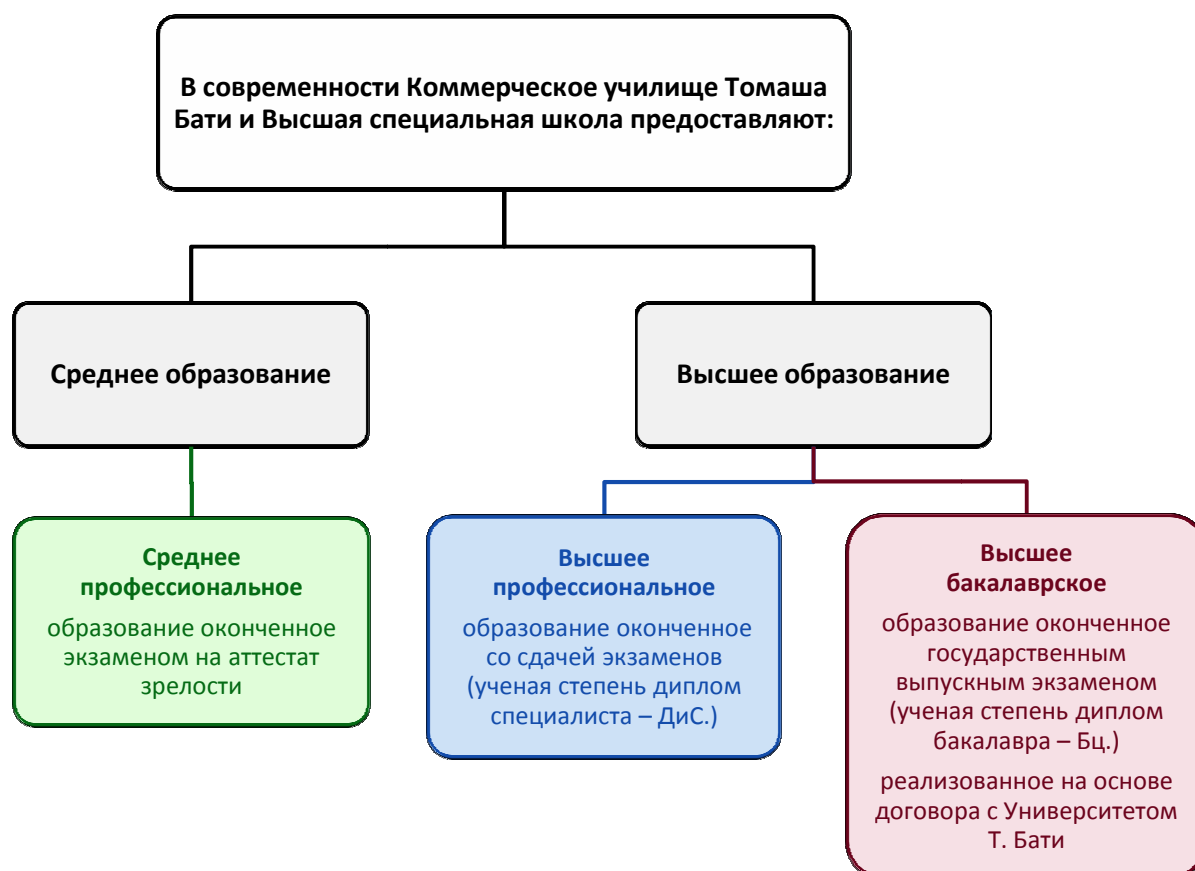 В современности Коммерческое училище Томаша
Бати и Высшая специальная школа предоставляют:
Среднее образование
Высшее образование
Среднее
профессиональное
образование оконченное
экзаменом на аттестат
зрелости
Высшее
профессиональное
образование оконченное
со сдачей экзаменов
(ученая степень диплом
специалиста – ДиС.)
Высшее
бакалаврское
образование оконченное
государственным
выпускным экзаменом
(ученая степень диплом
бакалавра – Бц.)
реализованное на основе
договора с Университетом
Т. Бати